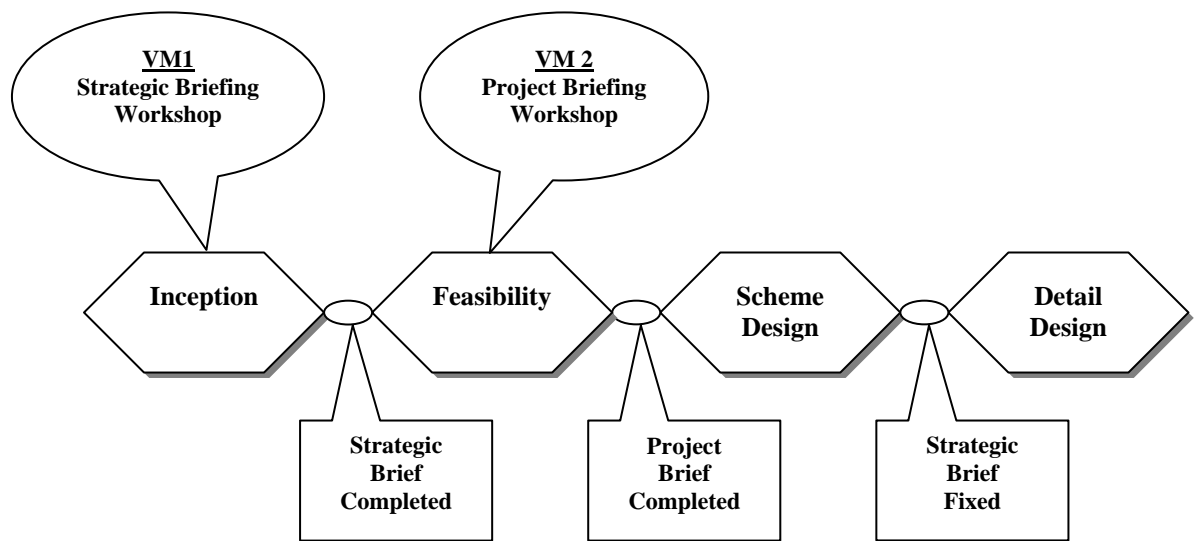 VM1
Strategic Briefing
Workshop
VM 2
Project Briefing
Workshop
Inception
Feasibility
Scheme
Design
Detail
Design
Strategic
Brief
Completed
Project
Brief
Completed
Strategic
Brief
Fixed